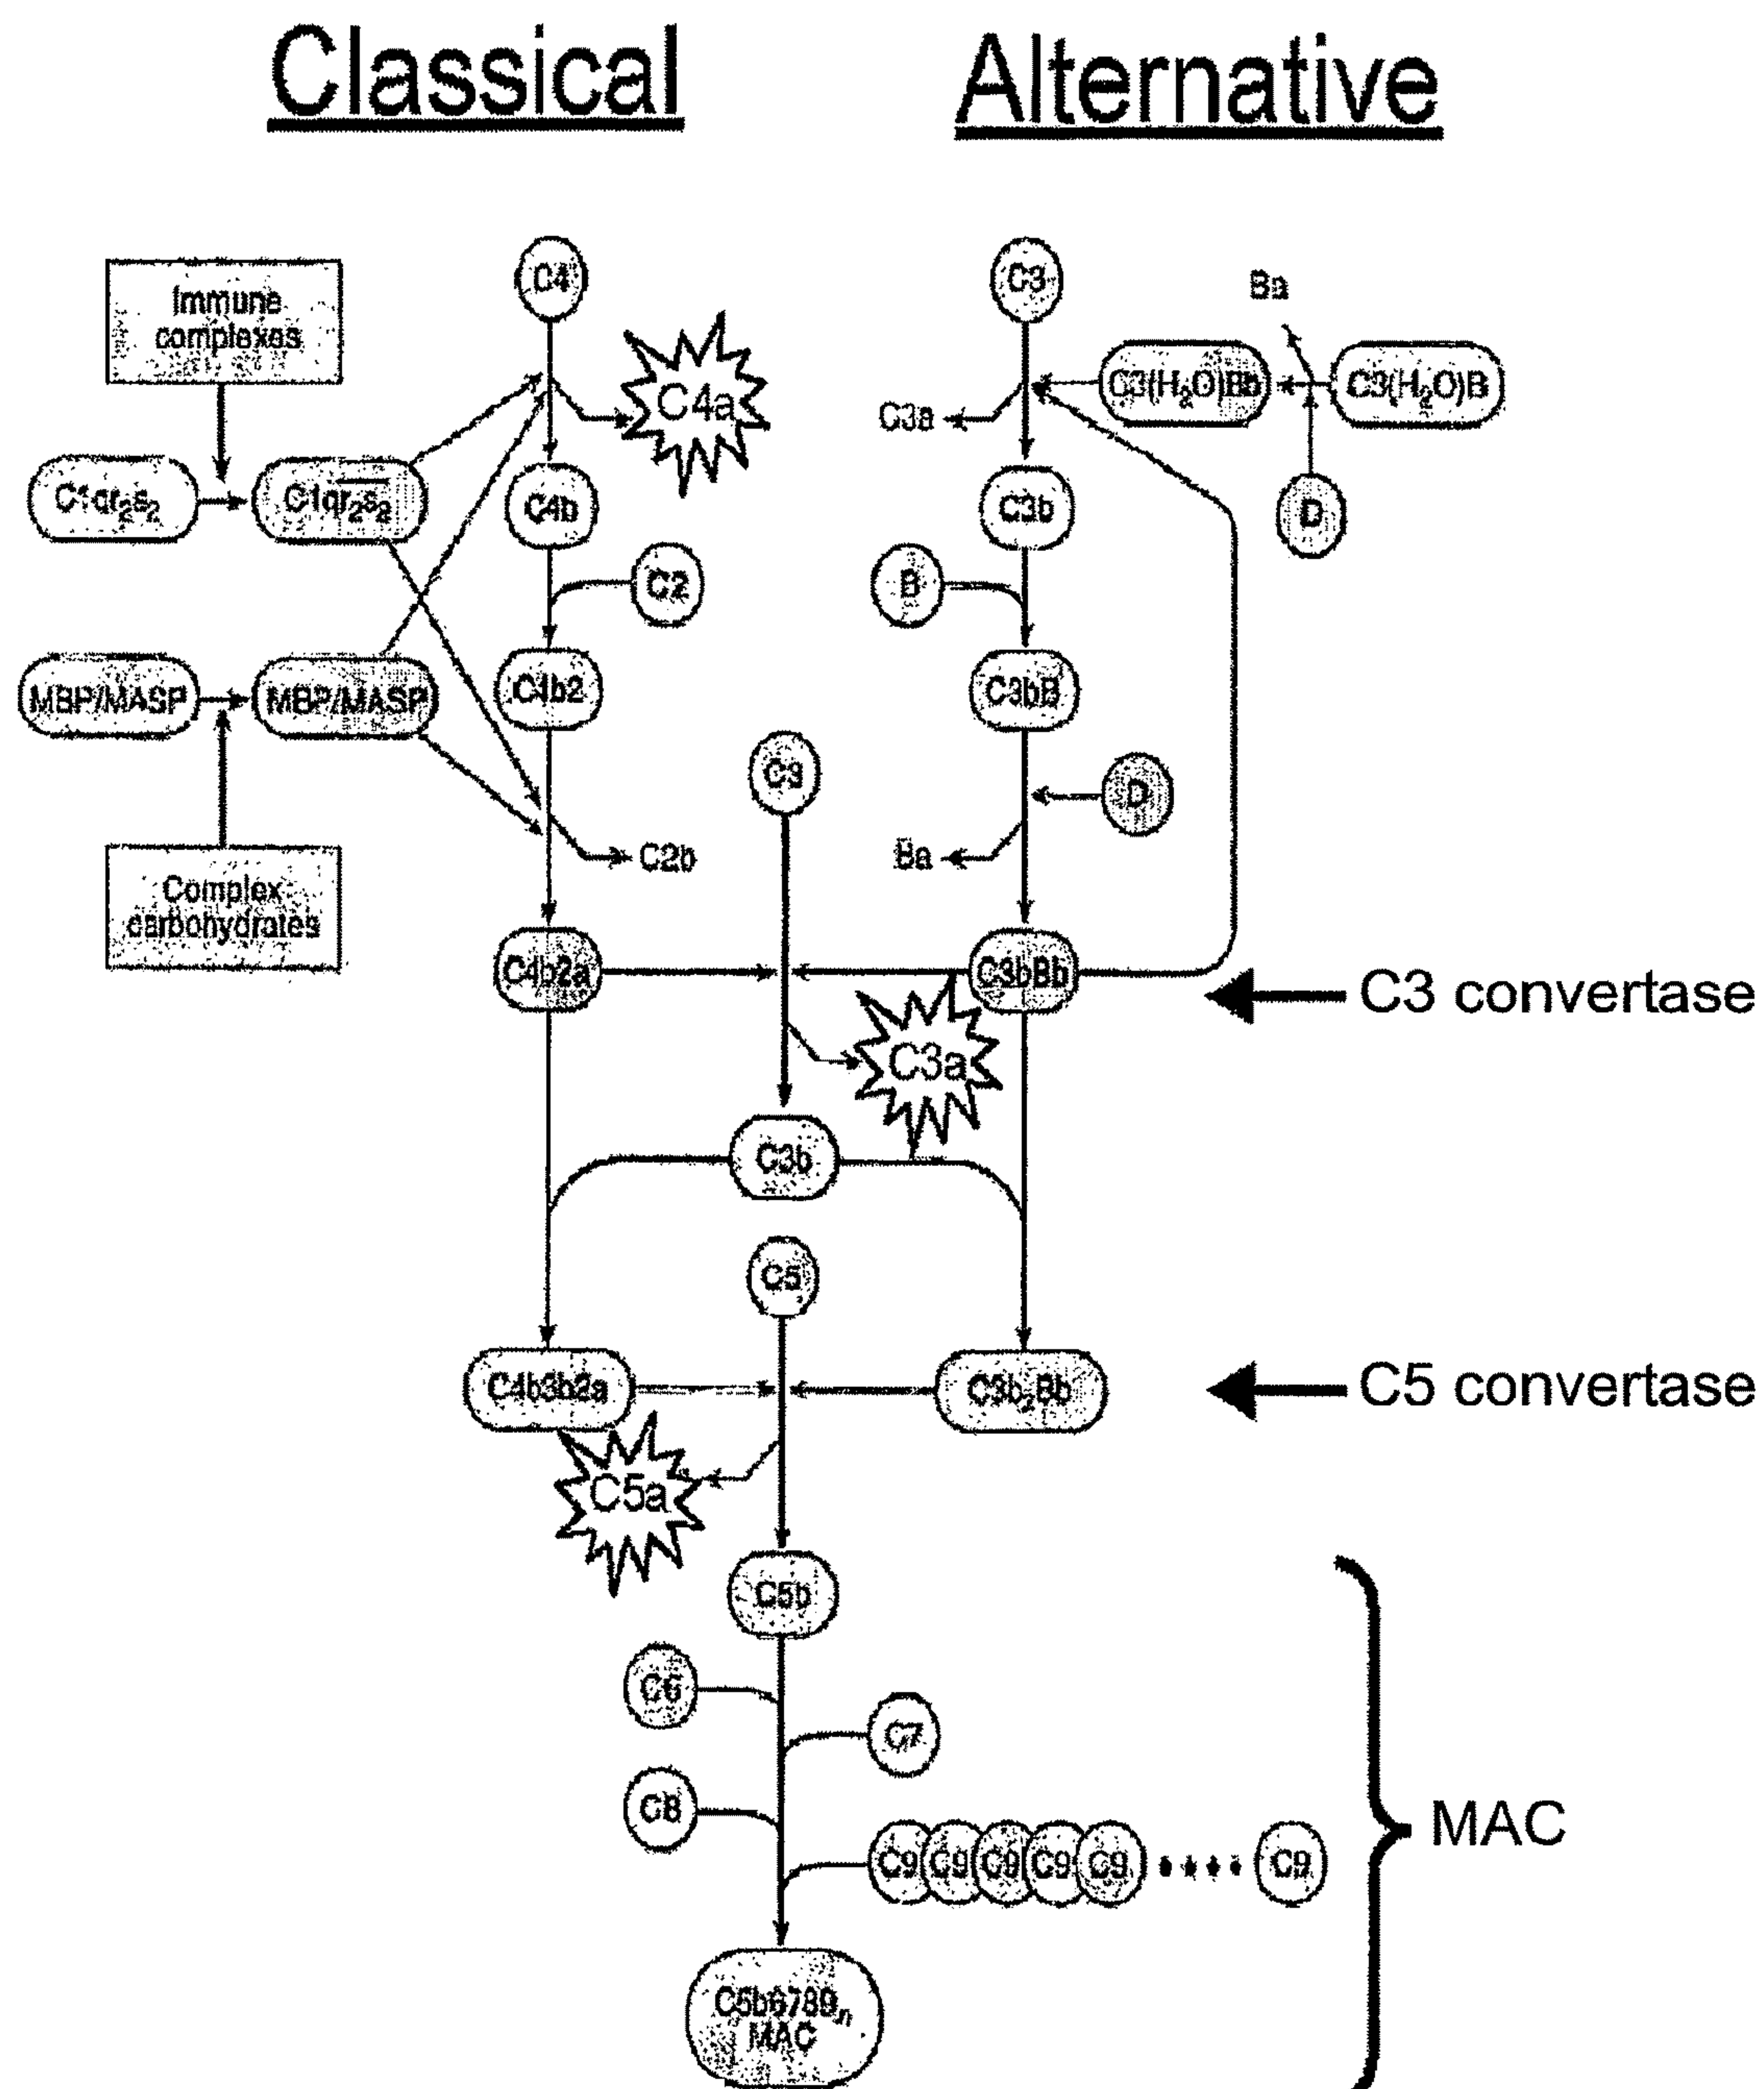 Classical
Alternative
Immune
complexes
C4
C4a
C3
Ba
C3(H₂O)Bb
C3(H₂O)B
C3a
C1qr₂s₂
C1qr₂s₂
C4b
C3b
D
C2
B
MBP/MASP
MBP/MASP
C4b2
C3bB
C3
D
C2b
Ba
Complex
carbohydrates
C4b2a
C3bBb
C3 convertase
C3a
C3b
C5
C4b3b2a
C3b₂Bb
C5 convertase
C5a
C5b
C6
C7
C8
C9 C9 C9 C9 C9 •••• C9
MAC
C5b6789ₙ
MAC